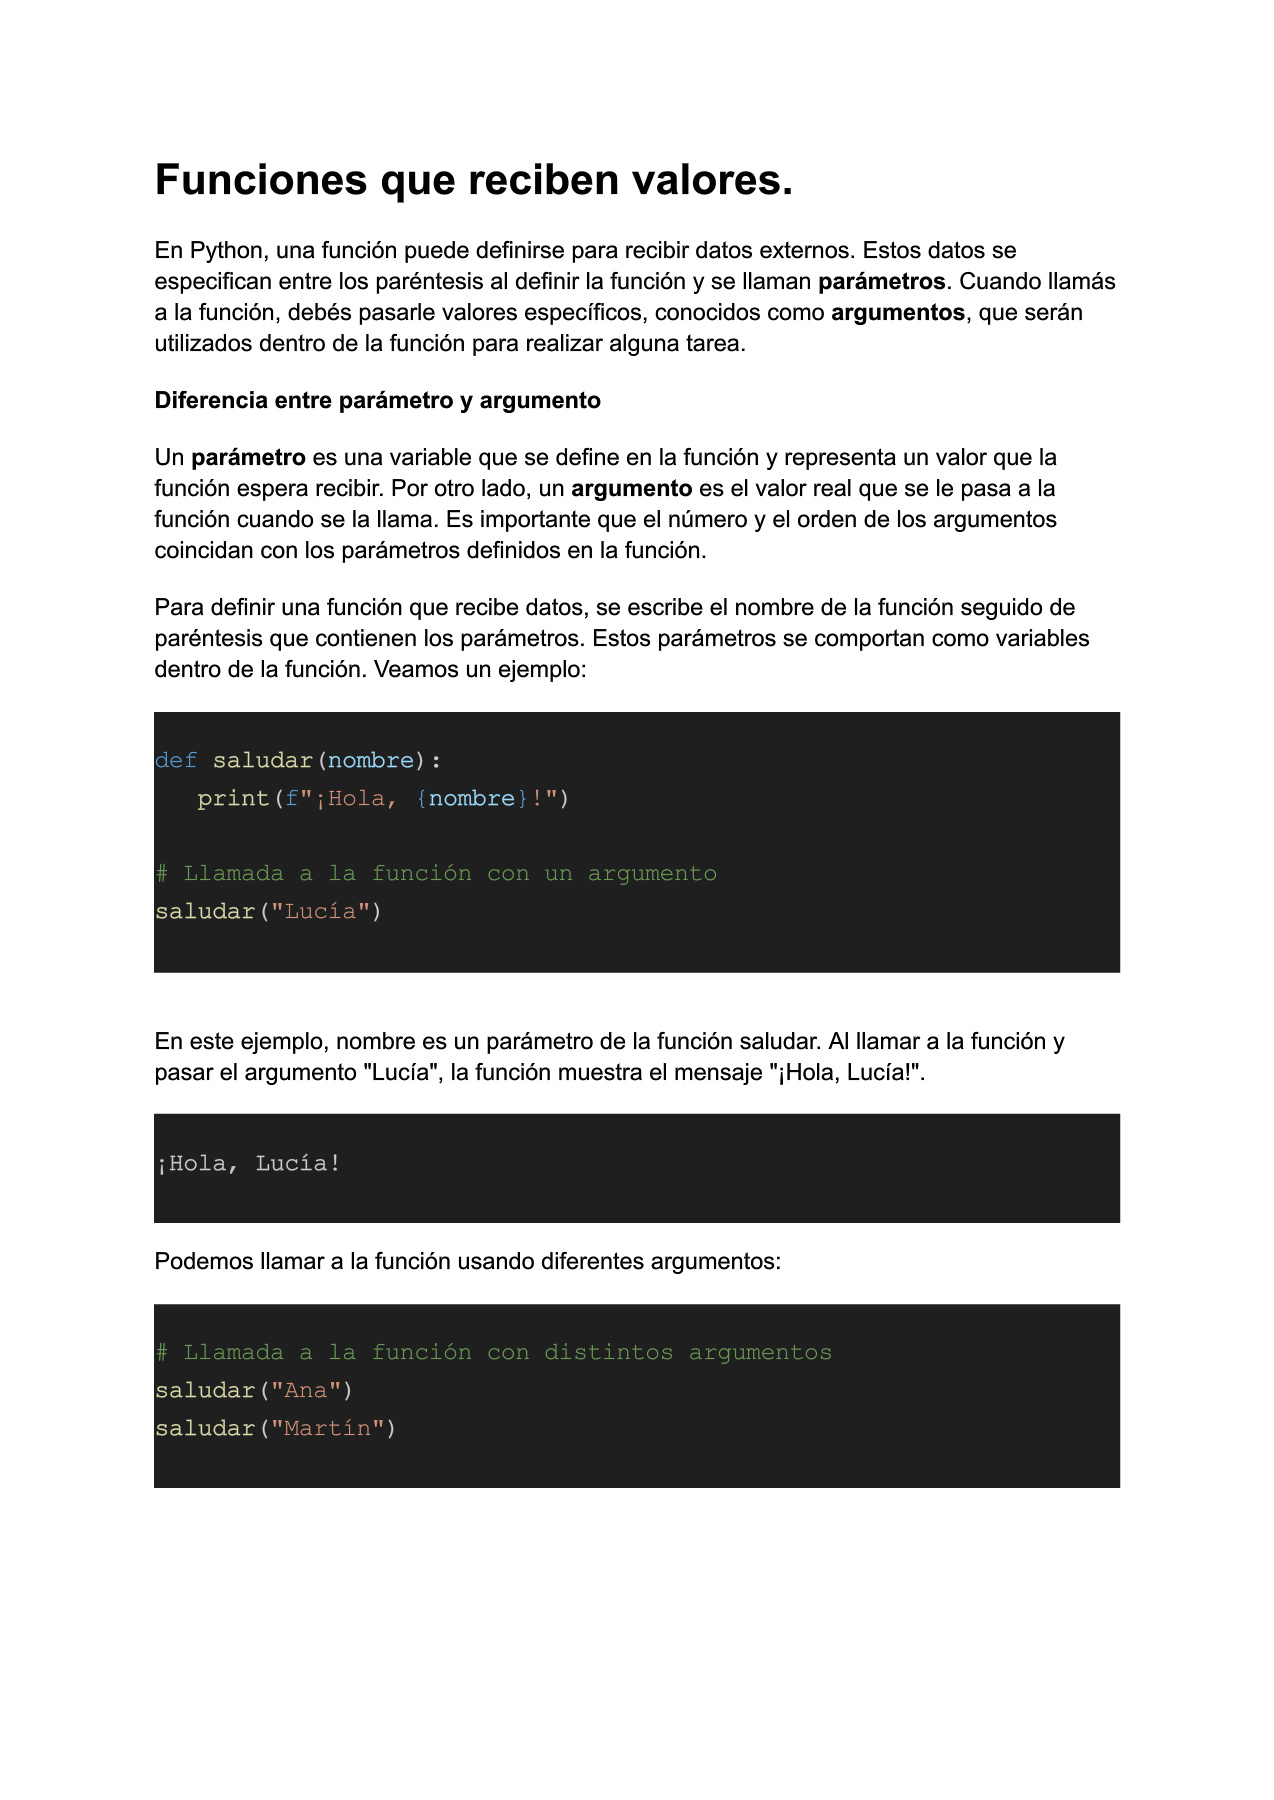 Funciones que reciben valores.
En Python, una función puede definirse para recibir datos externos. Estos datos se
especifican entre los paréntesis al definir la función y se llaman parámetros. Cuando llamás
a la función, debés pasarle valores específicos, conocidos como argumentos, que serán
utilizados dentro de la función para realizar alguna tarea.
Diferencia entre parámetro y argumento
Un parámetro es una variable que se define en la función y representa un valor que la
función espera recibir. Por otro lado, un argumento es el valor real que se le pasa a la
función cuando se la llama. Es importante que el número y el orden de los argumentos
coincidan con los parámetros definidos en la función.
Para definir una función que recibe datos, se escribe el nombre de la función seguido de
paréntesis que contienen los parámetros. Estos parámetros se comportan como variables
dentro de la función. Veamos un ejemplo:
def saludar(nombre):
   print(f"¡Hola, {nombre}!")
# Llamada a la función con un argumento
saludar("Lucía")
En este ejemplo, nombre es un parámetro de la función saludar. Al llamar a la función y
pasar el argumento "Lucía", la función muestra el mensaje "¡Hola, Lucía!".
¡Hola, Lucía!
Podemos llamar a la función usando diferentes argumentos:
# Llamada a la función con distintos argumentos
saludar("Ana")
saludar("Martín")